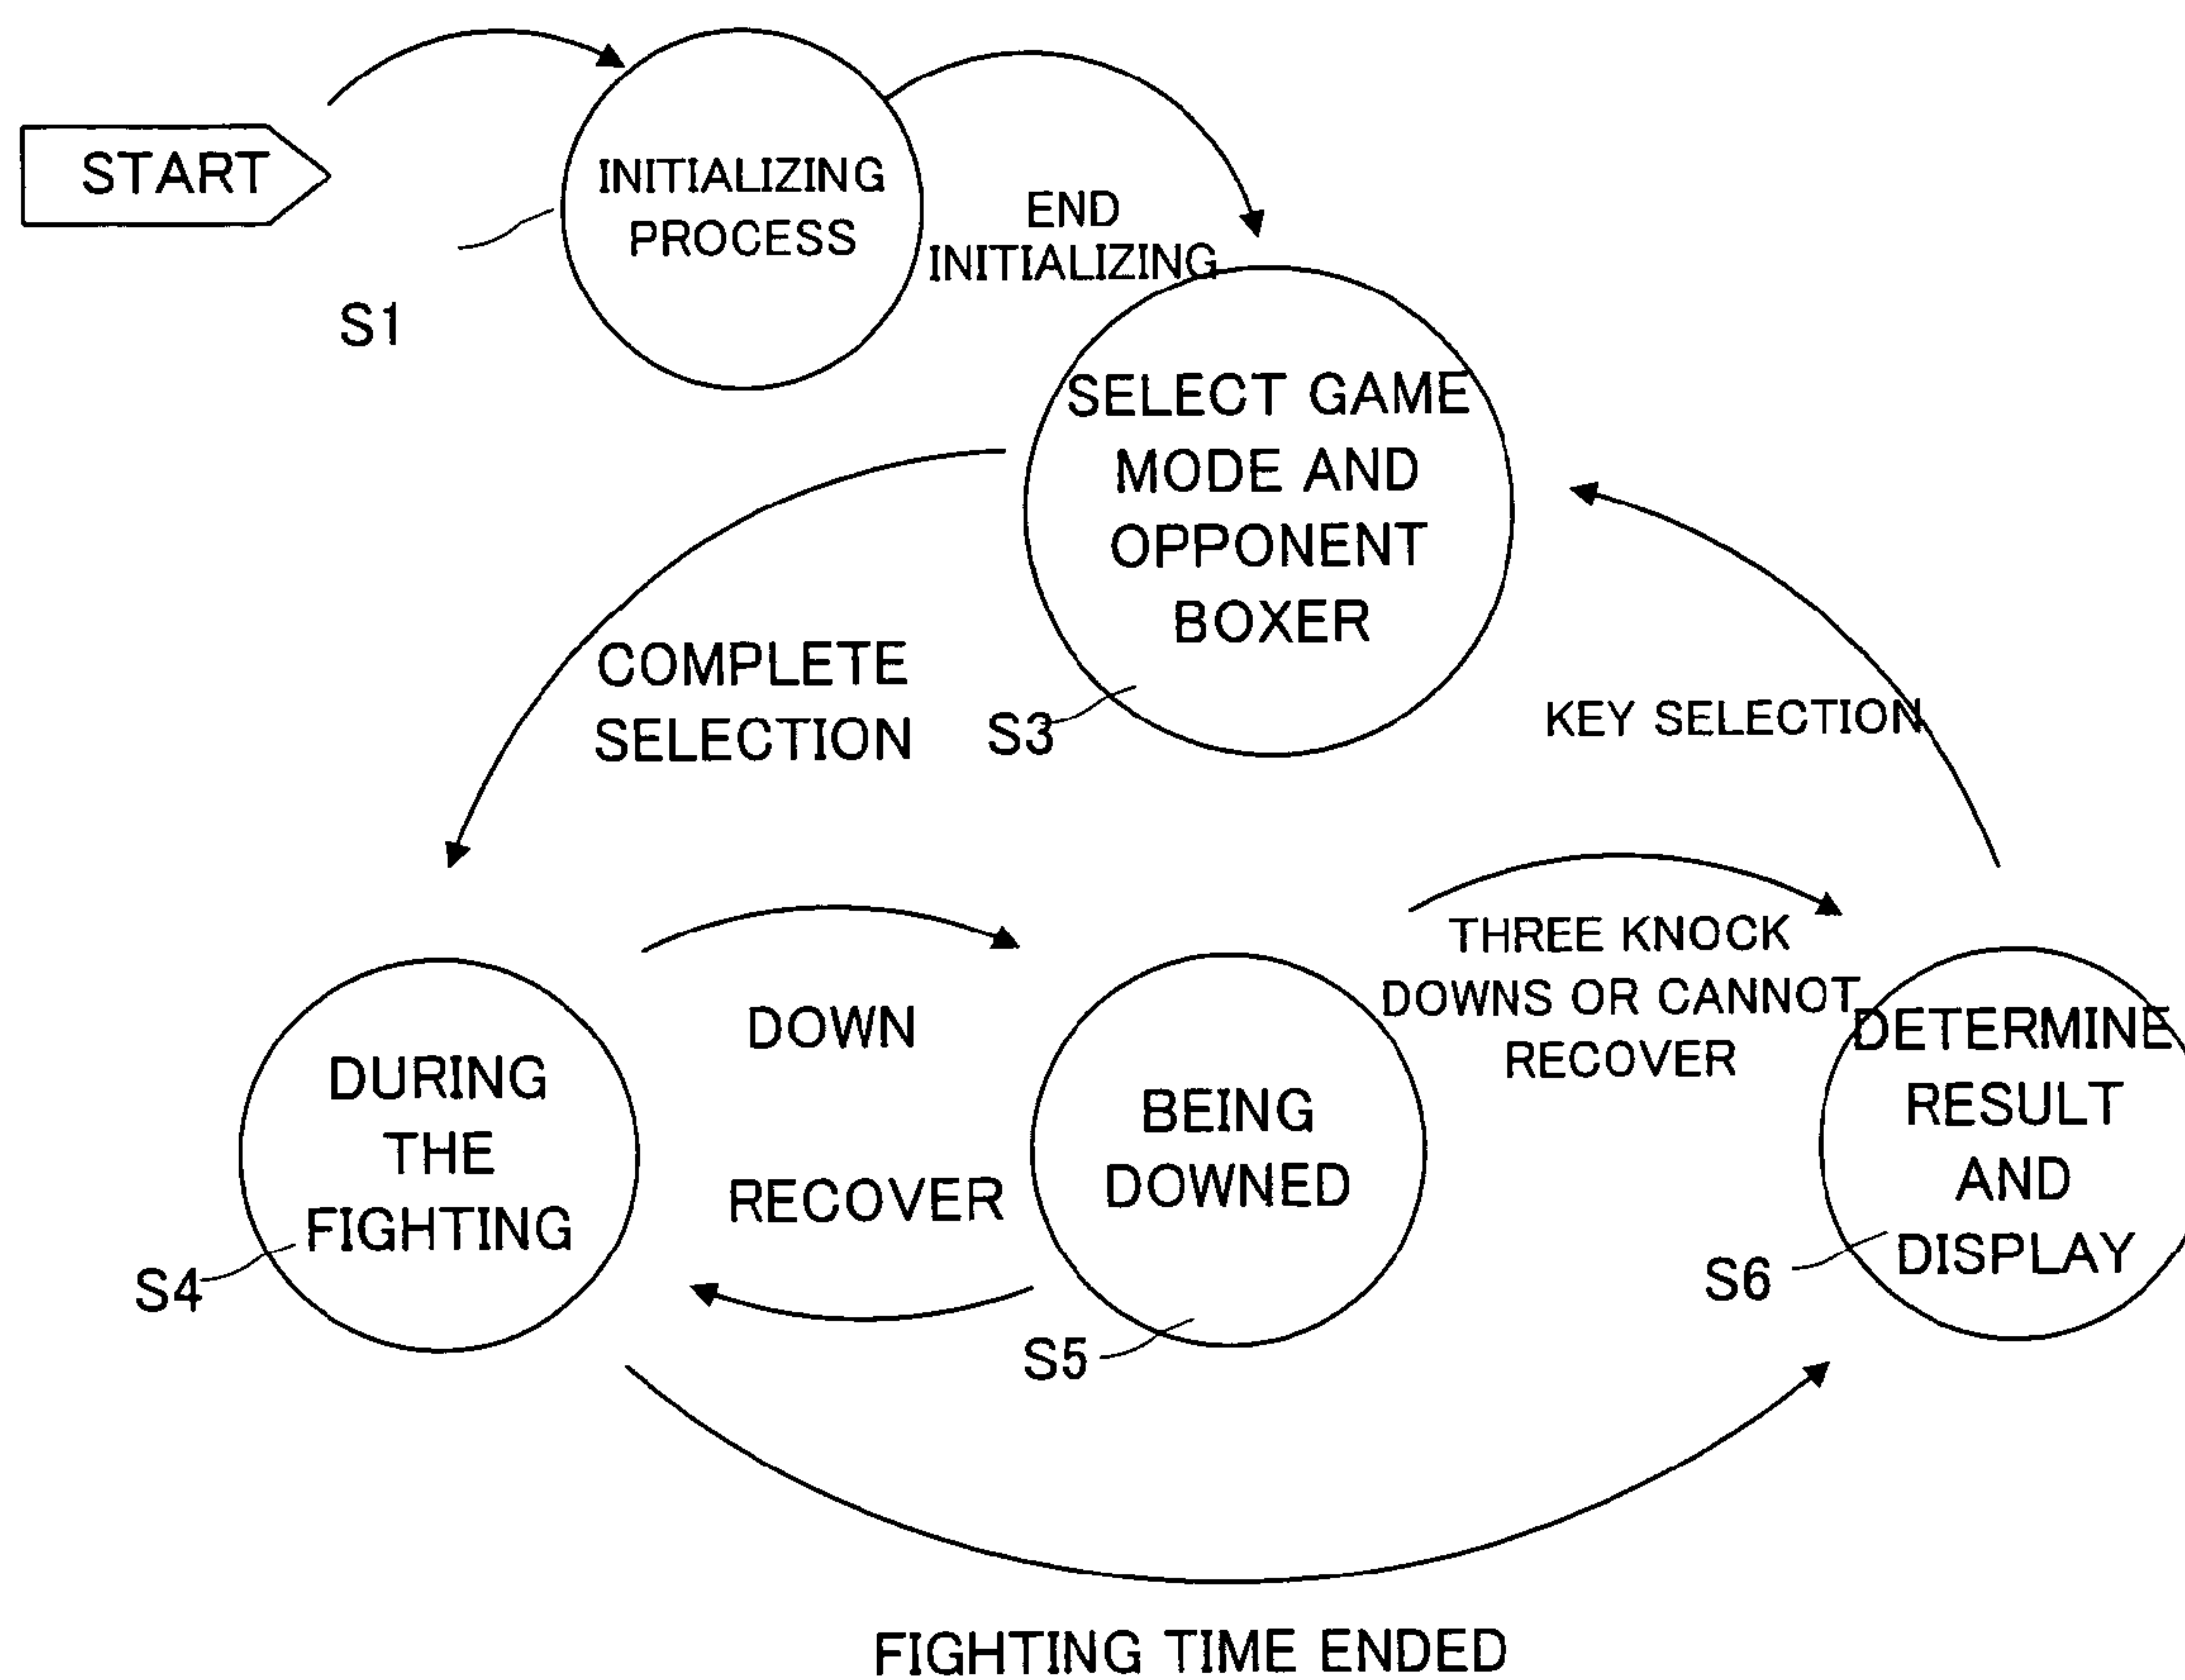 START
INITIALIZING
PROCESS
S1
END
INITIALIZING
SELECT GAME
MODE AND
OPPONENT
BOXER
S3
COMPLETE
SELECTION
KEY SELECTION
DOWN
THREE KNOCK
DOWNS OR CANNOT
RECOVER
DURING
THE
FIGHTING
S4
RECOVER
BEING
DOWNED
S5
DETERMINE
RESULT
AND
DISPLAY
S6
FIGHTING TIME ENDED